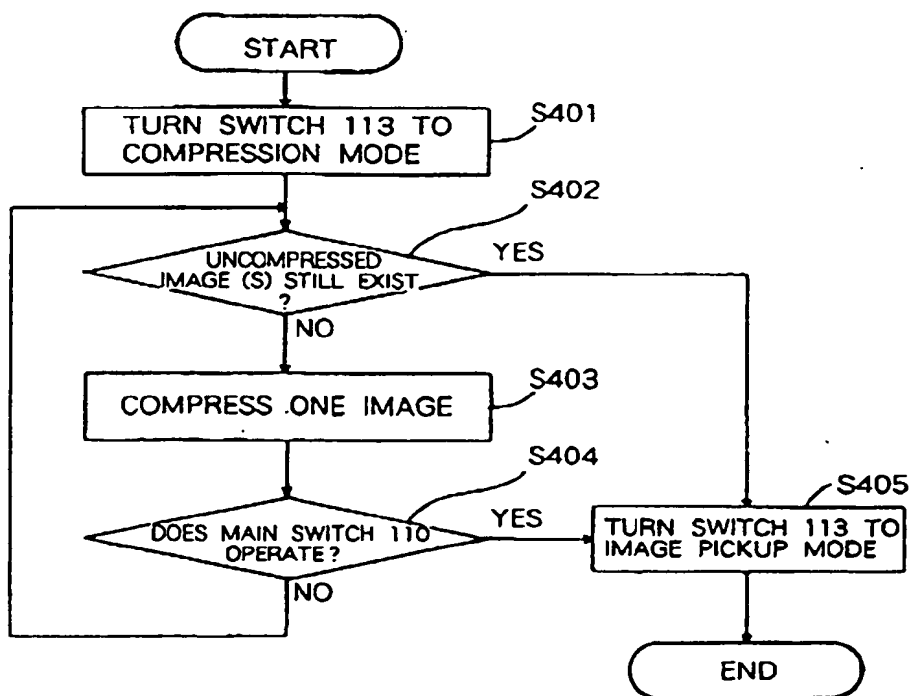 START
TURN SWITCH 113 TO
COMPRESSION MODE
S401
S402
UNCOMPRESSED
IMAGE (S) STILL EXIST
?
YES
NO
COMPRESS ONE IMAGE
S403
S404
DOES MAIN SWITCH 110
OPERATE?
YES
NO
S405
TURN SWITCH 113 TO
IMAGE PICKUP MODE
END